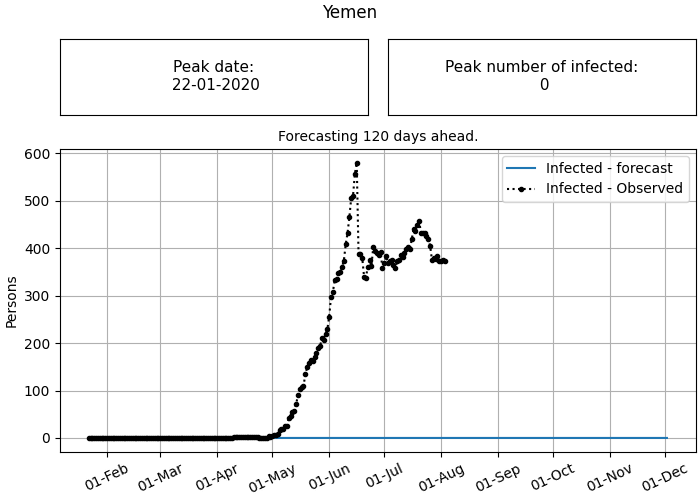 Yemen
Peak date:
22-01-2020
Peak number of infected:
0
Forecasting 120 days ahead.
Infected - forecast
Infected - Observed
Persons
600
500
400
300
200
100
0
01-Feb
01-Mar
01-Apr
01-May
01-Jun
01-Jul
01-Aug
01-Sep
01-Oct
01-Nov
01-Dec